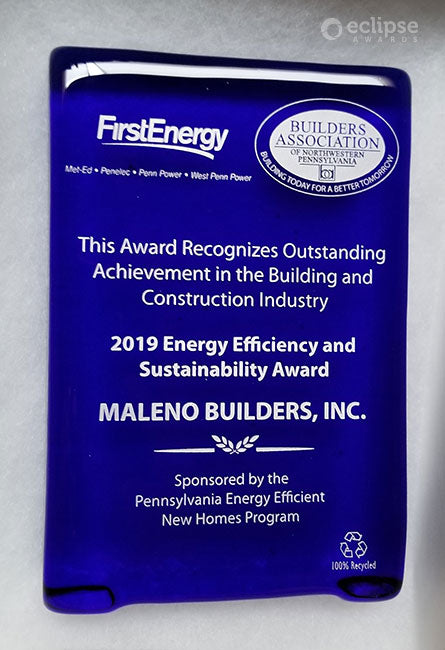 eclipse
AWARDS
FirstEnergy
Met-Ed • Penelec • Penn Power • West Penn Power
BUILDERS
ASSOCIATION
OF NORTHWESTERN
PENNSYLVANIA
BUILDING TODAY FOR A BETTER TOMORROW
This Award Recognizes Outstanding
Achievement in the Building and
Construction Industry
2019 Energy Efficiency and
Sustainability Award
MALENO BUILDERS, INC.
Sponsored by the
Pennsylvania Energy Efficient
New Homes Program
100% Recycled